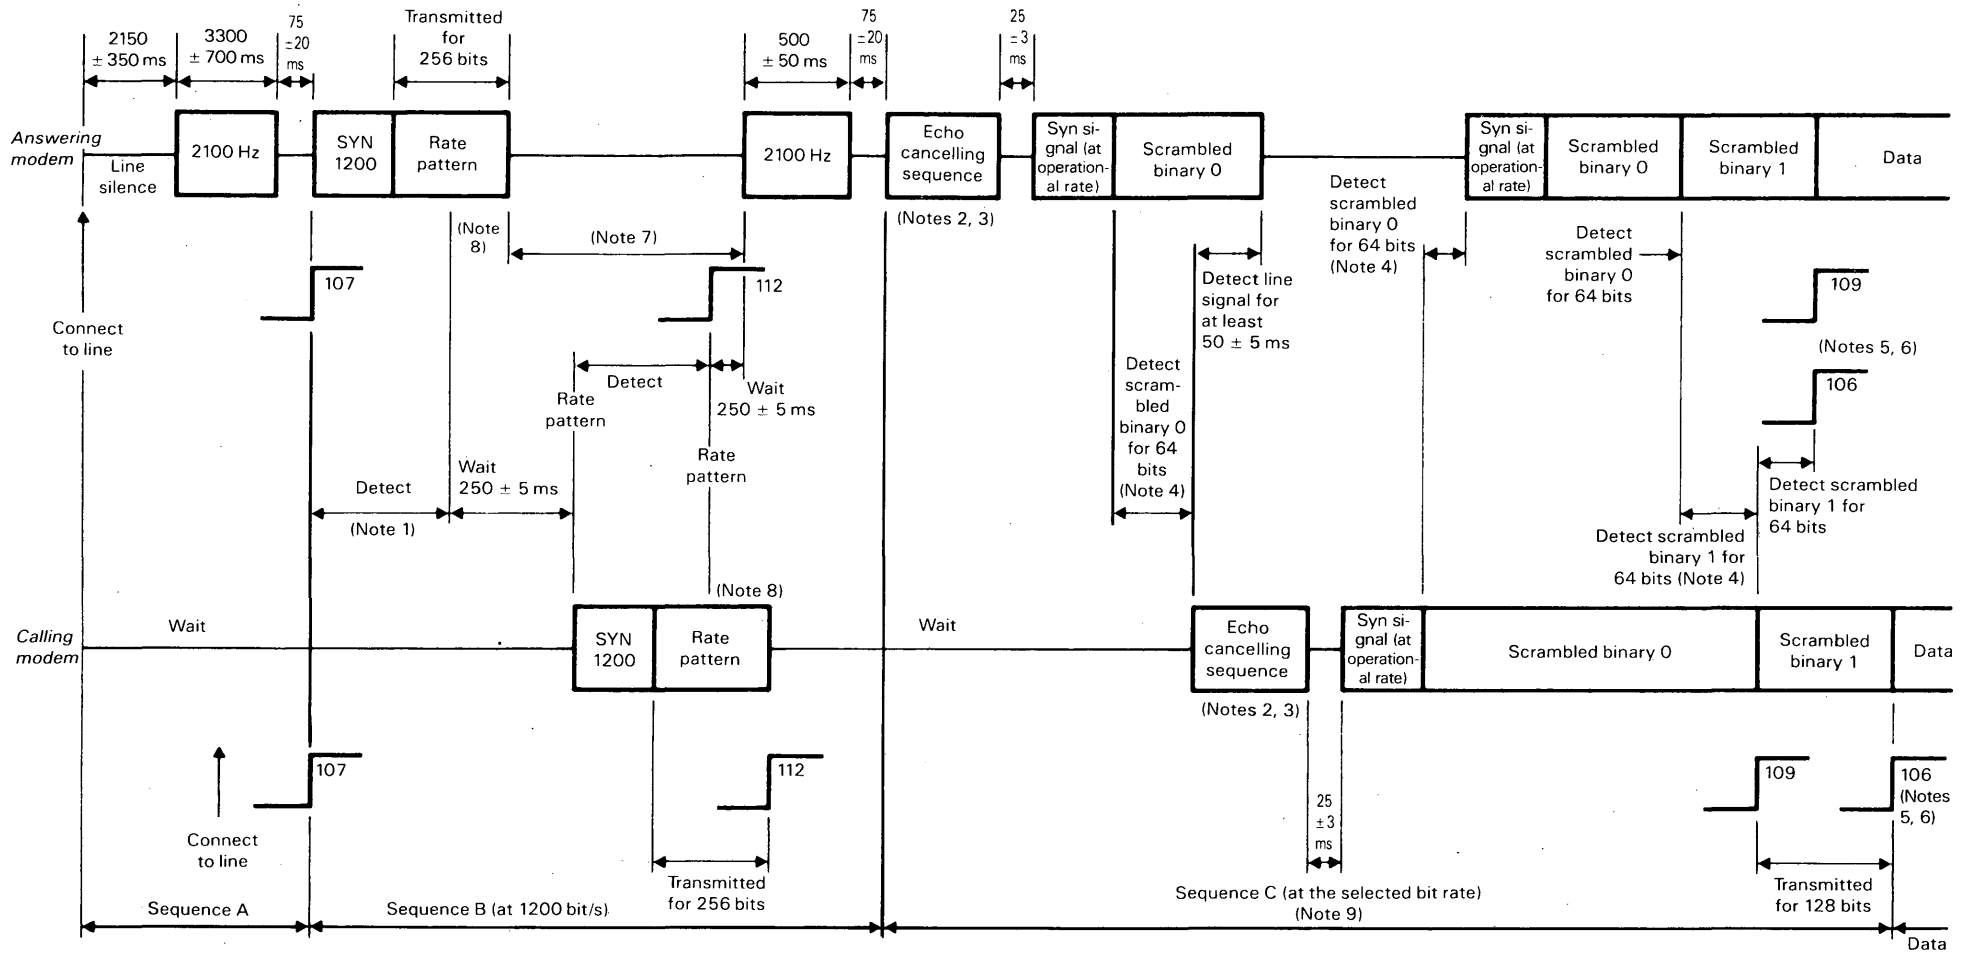 2150
± 350 ms
3300
± 700 ms
75
±20
ms
Transmitted
for
256 bits
500
± 50 ms
75
±20
ms
25
±3
ms
Answering
modem
Line
silence
2100 Hz
SYN
1200
Rate
pattern
2100 Hz
Echo
cancelling
sequence
Syn si-
gnal (at
operation-
al rate)
Scrambled
binary 0
Syn si-
gnal (at
operation-
al rate)
Scrambled
binary 0
Scrambled
binary 1
Data
(Note
8)
(Note 7)
(Notes 2, 3)
Detect
scrambled
binary 0
for 64 bits
(Note 4)
Detect
scrambled
binary 0
for 64 bits
107
112
109
Connect
to line
Detect line
signal for
at least
50 ± 5 ms
(Notes 5, 6)
106
Detect
Wait
250 ± 5 ms
Rate
pattern
Rate
pattern
Detect
scram-
bled
binary 0
for 64
bits
(Note 4)
Detect
(Note 1)
Wait
250 ± 5 ms
Detect scrambled
binary 1 for
64 bits
Detect scrambled
binary 1 for
64 bits (Note 4)
(Note 8)
Calling
modem
Wait
SYN
1200
Rate
pattern
Wait
Echo
cancelling
sequence
Syn si-
gnal (at
operation-
al rate)
Scrambled binary 0
Scrambled
binary 1
Data
(Notes 2, 3)
107
112
109
106
(Notes
5, 6)
Connect
to line
25
±3
ms
Transmitted
for 256 bits
Transmitted
for 128 bits
Sequence A
Sequence B (at 1200 bit/s)
Sequence C (at the selected bit rate)
(Note 9)
Data